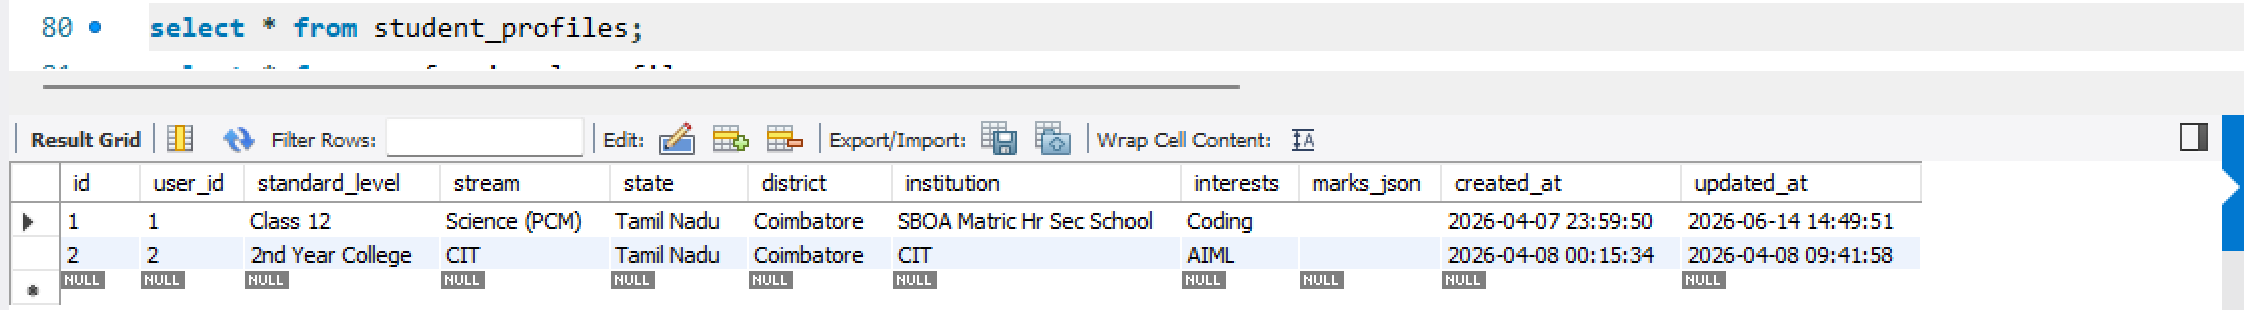 80 select * from student_profiles;
Result Grid Filter Rows: Edit: Export/Import: Wrap Cell Content:
id user_id standard_level stream state district institution interests marks_json created_at updated_at
1 1 Class 12 Science (PCM) Tamil Nadu Coimbatore SBOA Matric Hr Sec School Coding 2026-04-07 23:59:50 2026-06-14 14:49:51
2 2 2nd Year College CIT Tamil Nadu Coimbatore CIT AIML 2026-04-08 00:15:34 2026-04-08 09:41:58
NULL NULL NULL NULL NULL NULL NULL NULL NULL NULL NULL